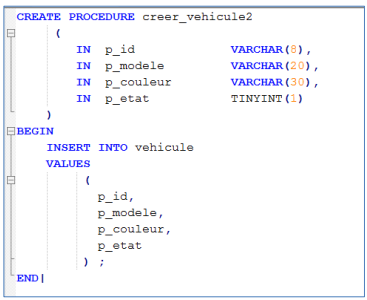 CREATE PROCEDURE creer_vehicule2
(
IN p_id VARCHAR(8),
IN p_modele VARCHAR(20),
IN p_couleur VARCHAR(30),
IN p_etat TINYINT(1)
)
BEGIN
INSERT INTO vehicule
VALUES
(
p_id,
p_modele,
p_couleur,
p_etat
) ;
END|